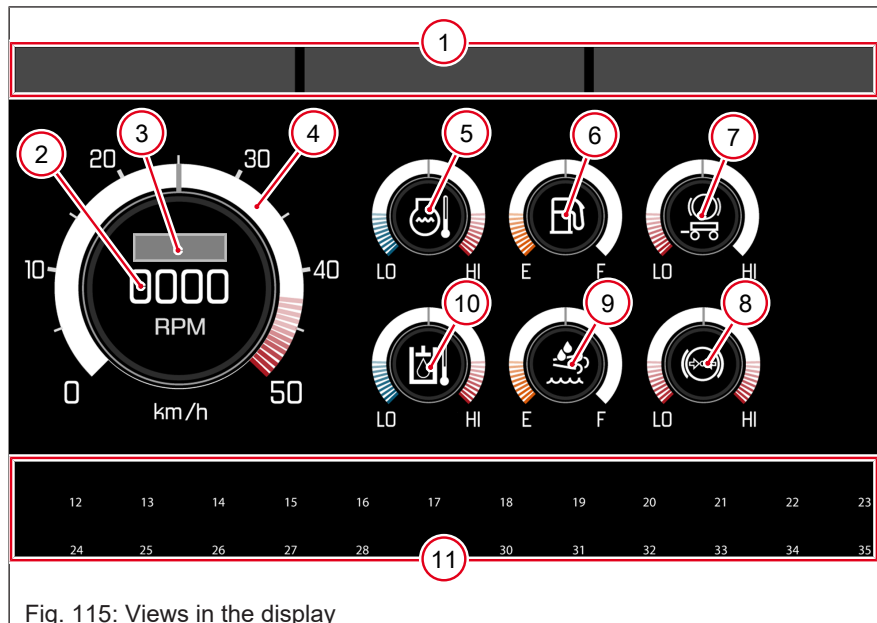 1
2 3 4 5 6 7
20 30
10 40
0000
RPM
0 50
km/h
LO HI E F LO HI
10 9 8
LO HI E F LO HI
12 13 14 15 16 17 18 19 20 21 22 23
24 25 26 27 28 30 31 32 33 34 35
11
Fig. 115: Views in the display